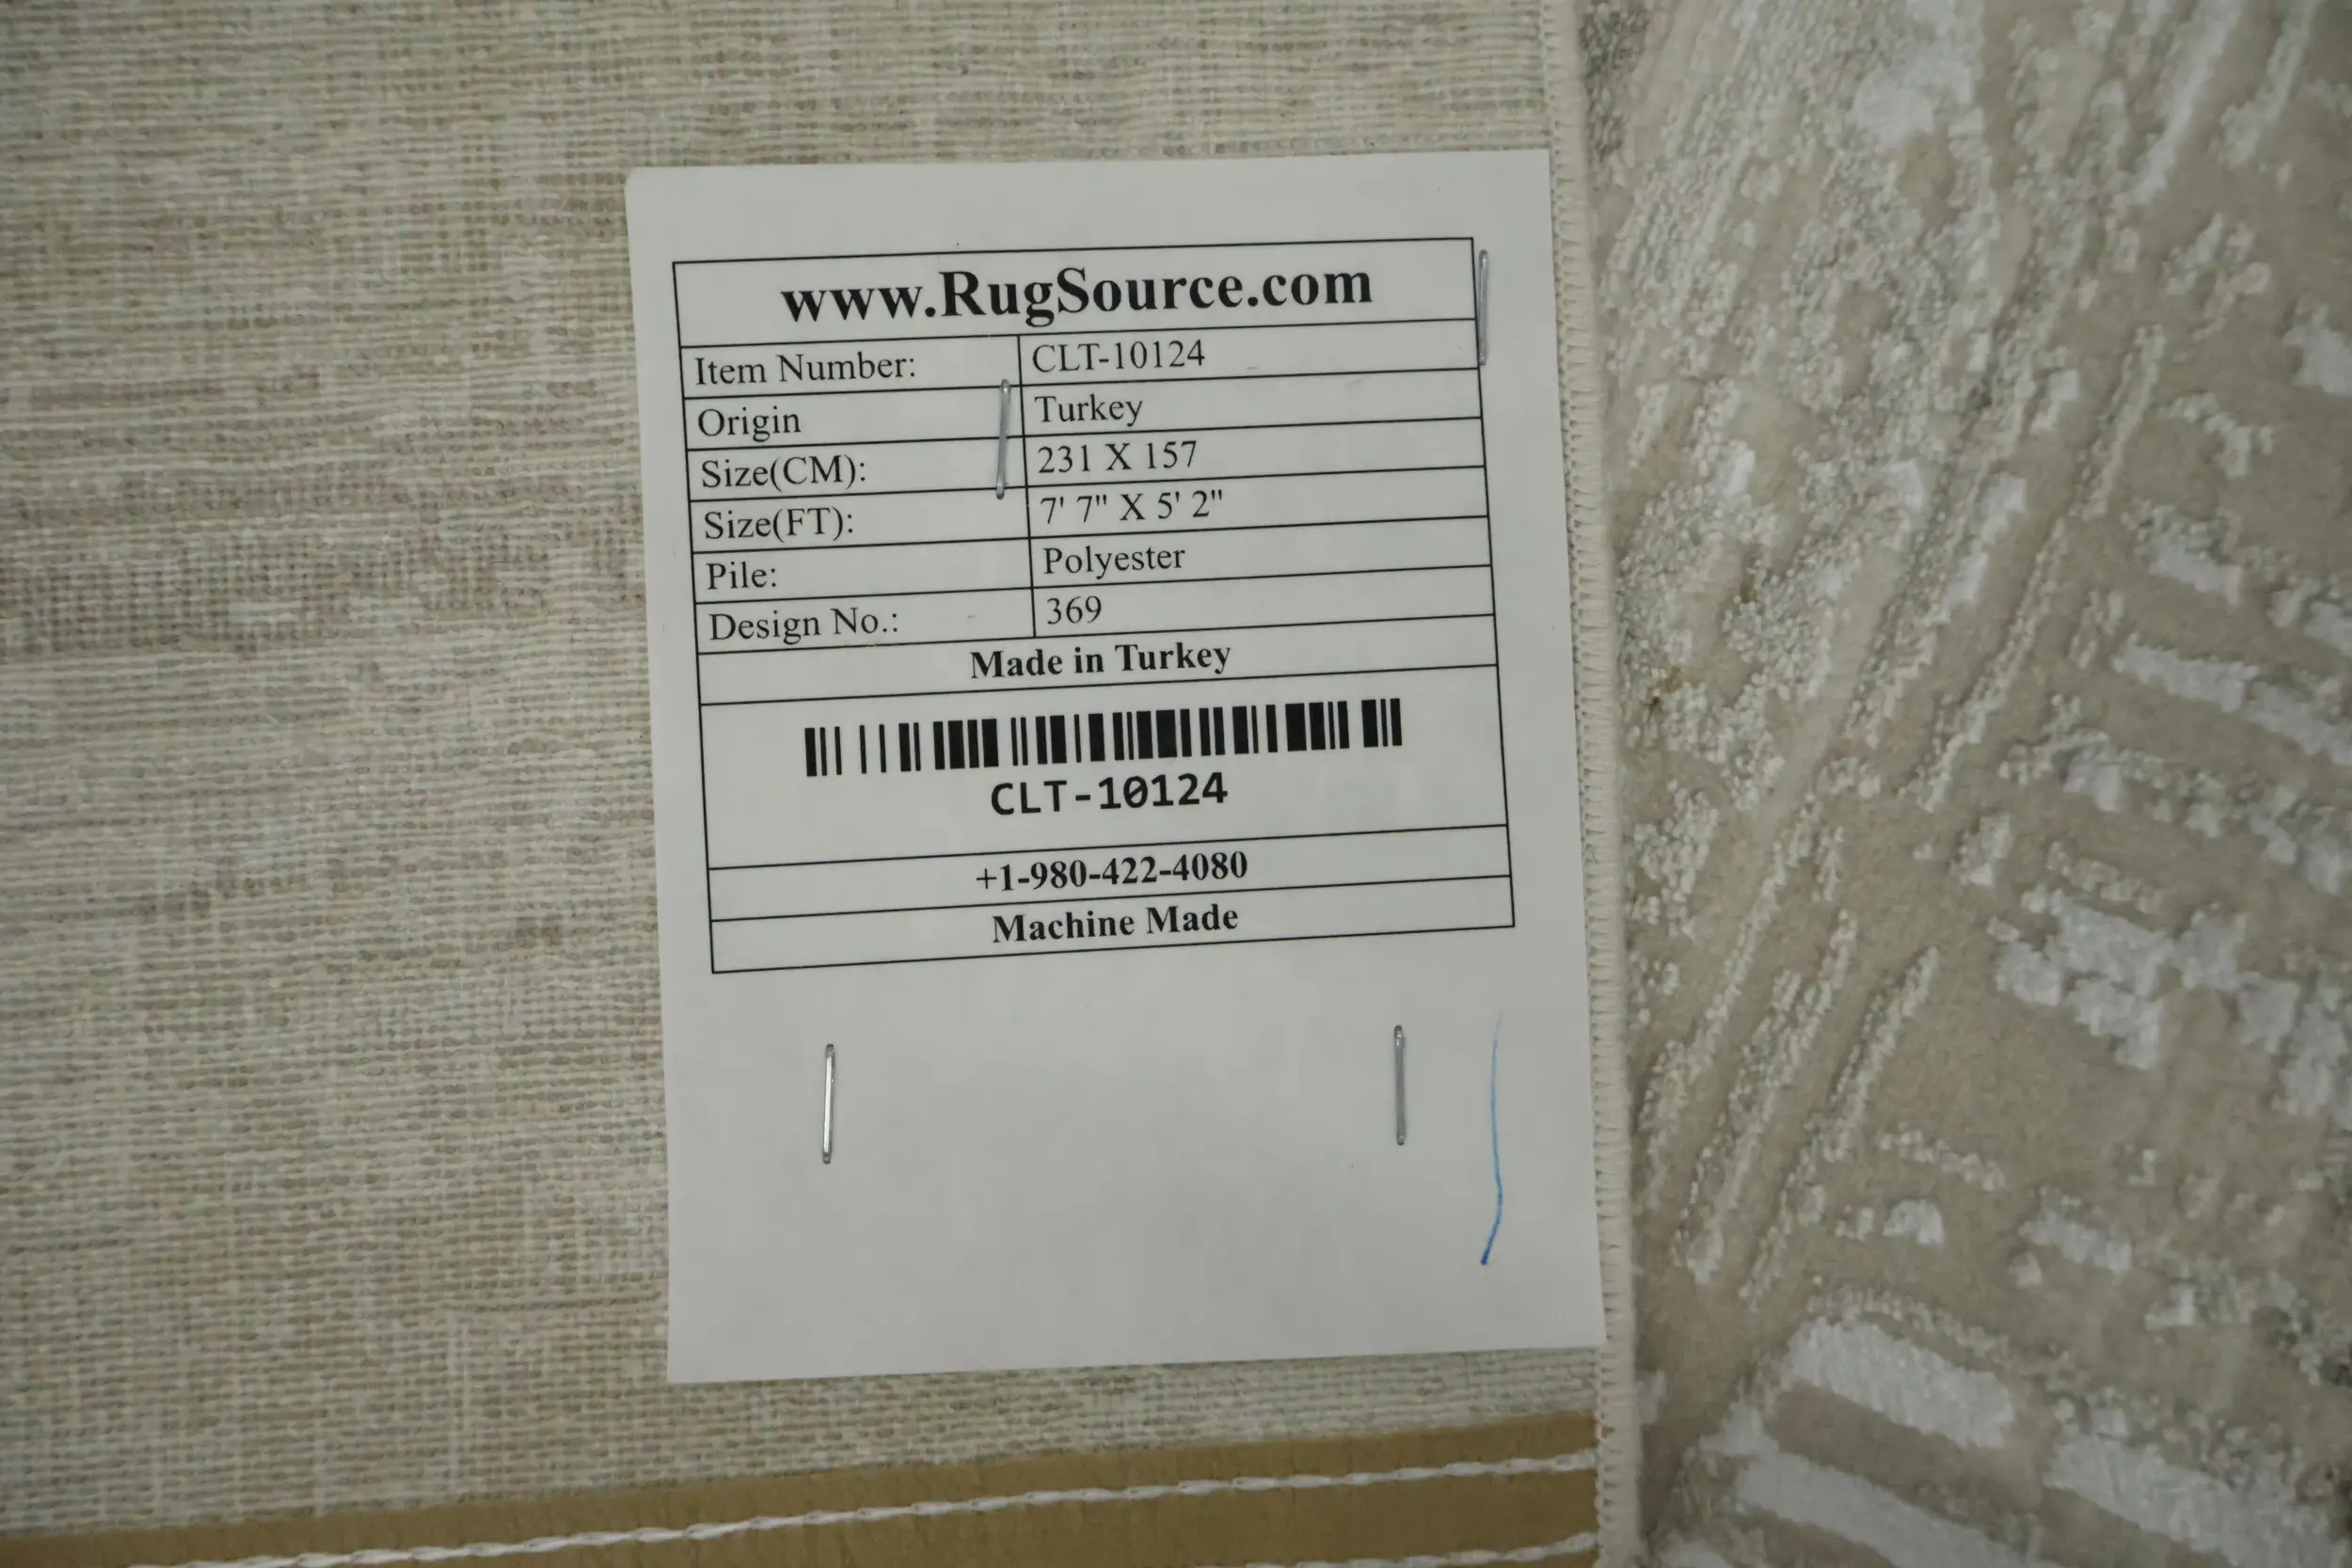 www.RugSource.com
Item Number: CLT-10124
Origin Turkey
Size(CM): 231 X 157
Size(FT): 7' 7" X 5' 2"
Pile: Polyester
Design No.: 369
Made in Turkey
CLT-10124
+1-980-422-4080
Machine Made